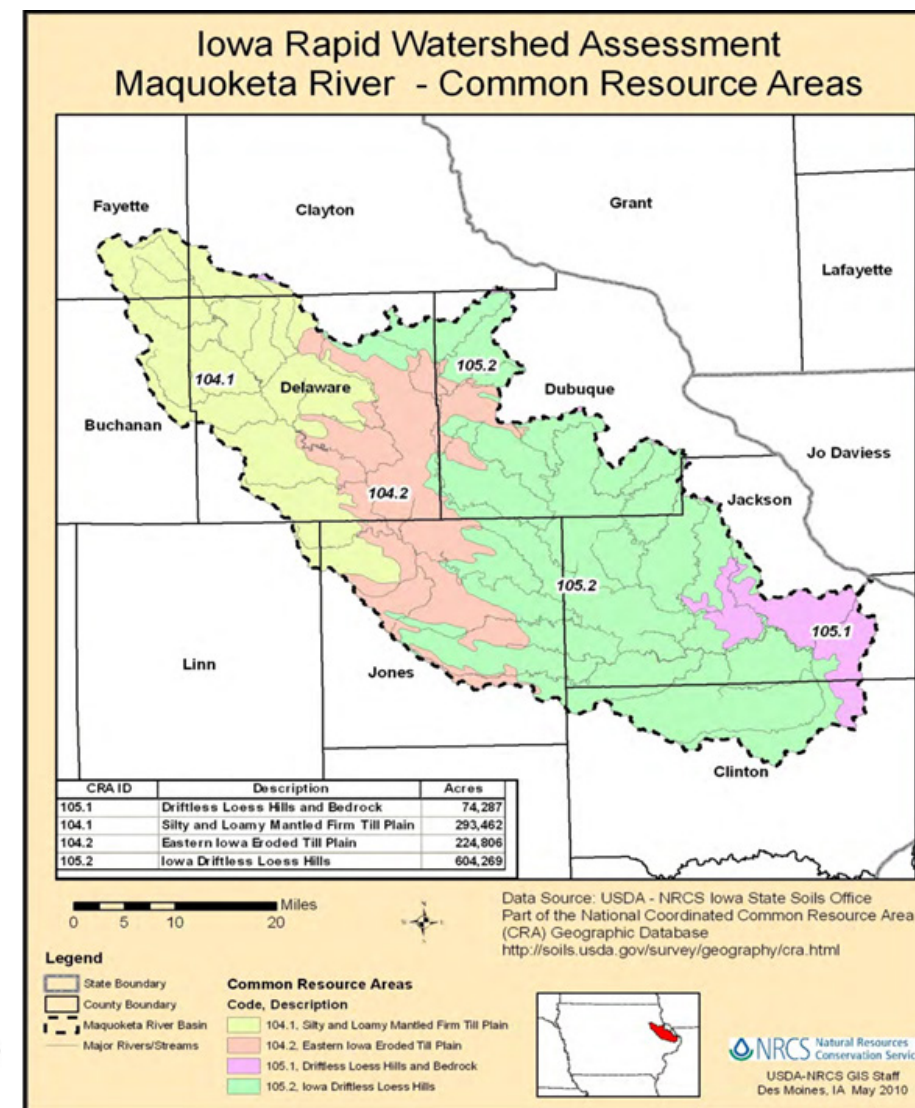 Iowa Rapid Watershed Assessment
Maquoketa River - Common Resource Areas
Fayette
Clayton
Grant
Lafayette
104.1
Delaware
105.2
Dubuque
Buchanan
Jo Daviess
104.2
Jackson
105.2
105.1
Linn
Jones
Clinton
CRA ID Description Acres
105.1 Driftless Loess Hills and Bedrock 74,287
104.1 Silty and Loamy Mantled Firm Till Plain 293,462
104.2 Eastern Iowa Eroded Till Plain 224,806
105.2 Iowa Driftless Loess Hills 604,269
Miles
0 5 10 20
Data Source: USDA - NRCS Iowa State Soils Office
Part of the National Coordinated Common Resource Area
(CRA) Geographic Database
http://soils.usda.gov/survey/geography/cra.html
Legend
State Boundary
County Boundary
Maquoketa River Basin
Major Rivers/Streams
Common Resource Areas
Code, Description
104.1, Silty and Loamy Mantled Firm Till Plain
104.2, Eastern Iowa Eroded Till Plain
105.1, Driftless Loess Hills and Bedrock
105.2, Iowa Driftless Loess Hills
NRCS Natural Resources
Conservation Servic
USDA-NRCS GIS Staff
Des Moines, IA May 2010